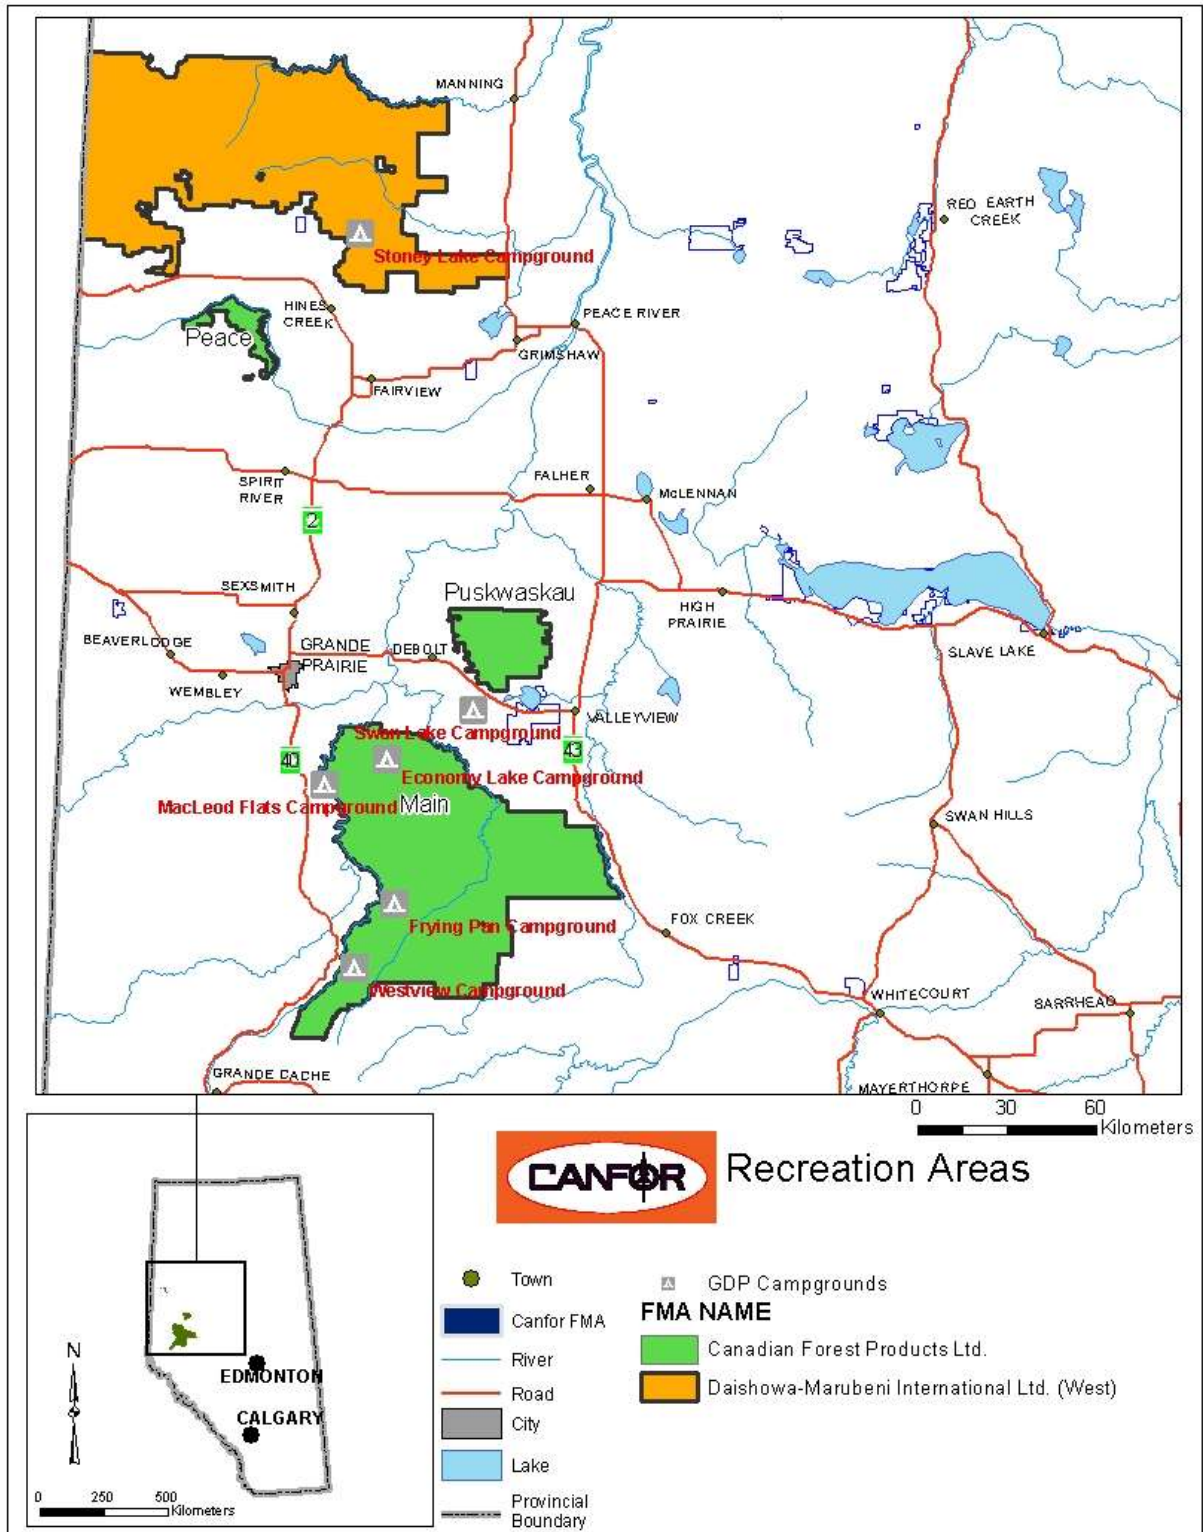 MANNING
RED EARTH
CREEK
Stoney Lake Campground
HINES
CREEK
PEACE RIVER
Peace
GRIMSHAW
FAIRVIEW
SPIRIT
RIVER
FALHER
McLENNAN
2
SEXSMITH
Puskwaskau
HIGH
PRAIRIE
BEAVERLODGE
GRANDE
PRAIRIE
DEBOLT
SLAVE LAKE
WEMBLEY
VALLEYVIEW
Swan Lake Campground
40
43
Economy Lake Campground
MacLeod Flats Campground
Main
SWAN HILLS
Frying Pan Campground
FOX CREEK
Westview Campground
WHITECOURT
BARRHEAD
GRANDE CACHE
MAYERTHORPE
0 30 60
Kilometers
CANFOR
Recreation Areas
Town
Canfor FMA
River
Road
City
Lake
Provincial
Boundary
GDP Campgrounds
FMA NAME
Canadian Forest Products Ltd.
Daishowa-Marubeni International Ltd. (West)
N
EDMONTON
CALGARY
0 250 500
Kilometers